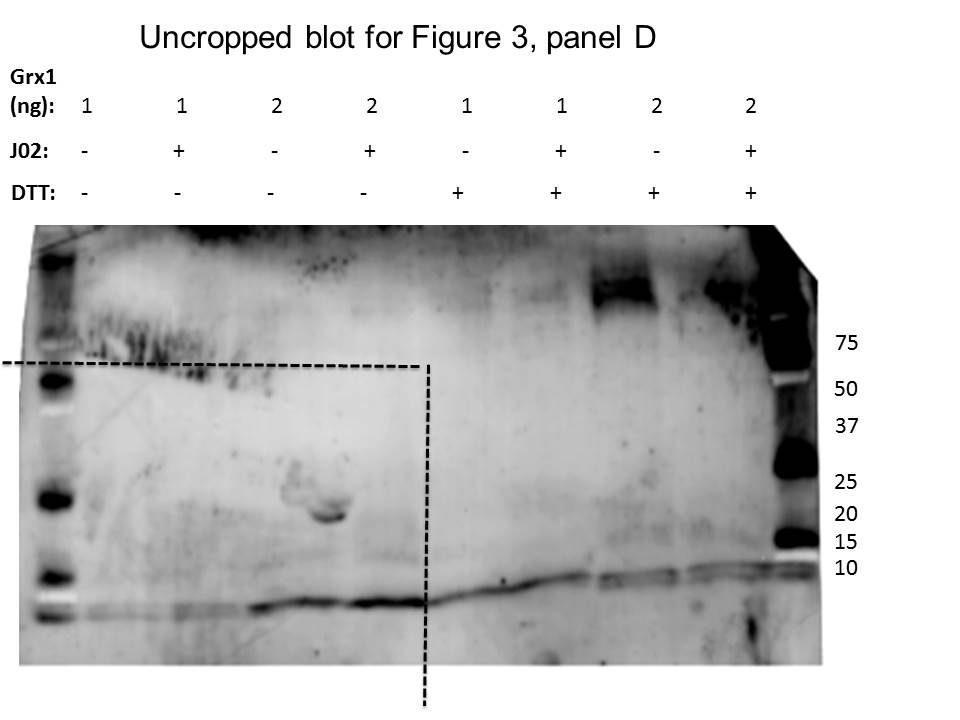 Uncropped blot for Figure 3, panel D
Grx1
(ng): 1 1 2 2 1 1 2 2
J02: - + - + - + - +
DTT: - - - - + + + +
75
50
37
25
20
15
10